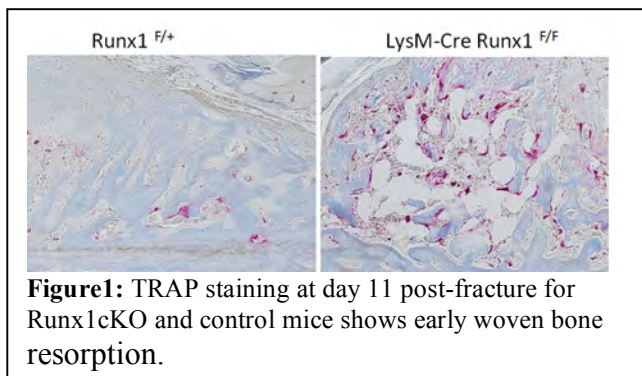 Runx1 F/+
LysM-Cre Runx1 F/F
Figure1: TRAP staining at day 11 post-fracture for
Runx1cKO and control mice shows early woven bone
resorption.